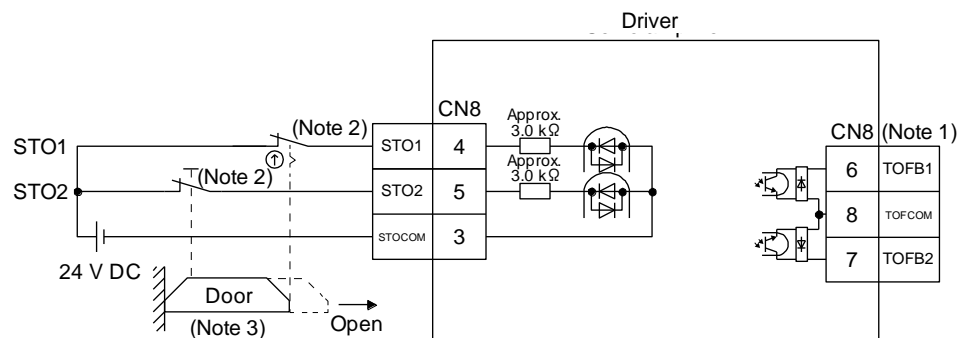 Driver
CN8
CN8 (Note 1)
STO1
(Note 2)
STO1
4
Approx.
3.0 kΩ
6
TOFB1
STO2
(Note 2)
STO2
5
Approx.
3.0 kΩ
8
TOFCOM
STOCOM
3
7
TOFB2
24 V DC
Door
(Note 3)
Open